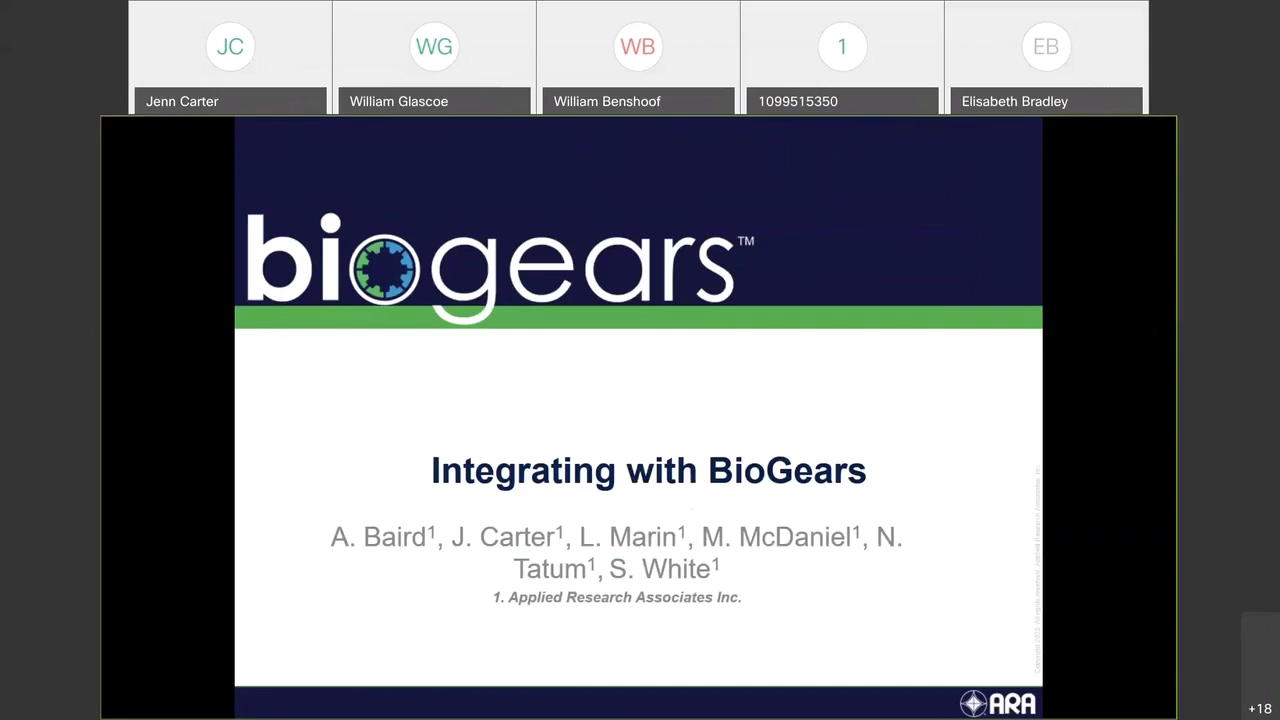 JC
WG
WB
1
EB
Jenn Carter
William Glascoe
William Benshoof
1099515350
Elisabeth Bradley
biogears™
Integrating with BioGears
A. Baird¹, J. Carter¹, L. Marin¹, M. McDaniel¹, N.
Tatum¹, S. White¹
1. Applied Research Associates Inc.
ARA
+18